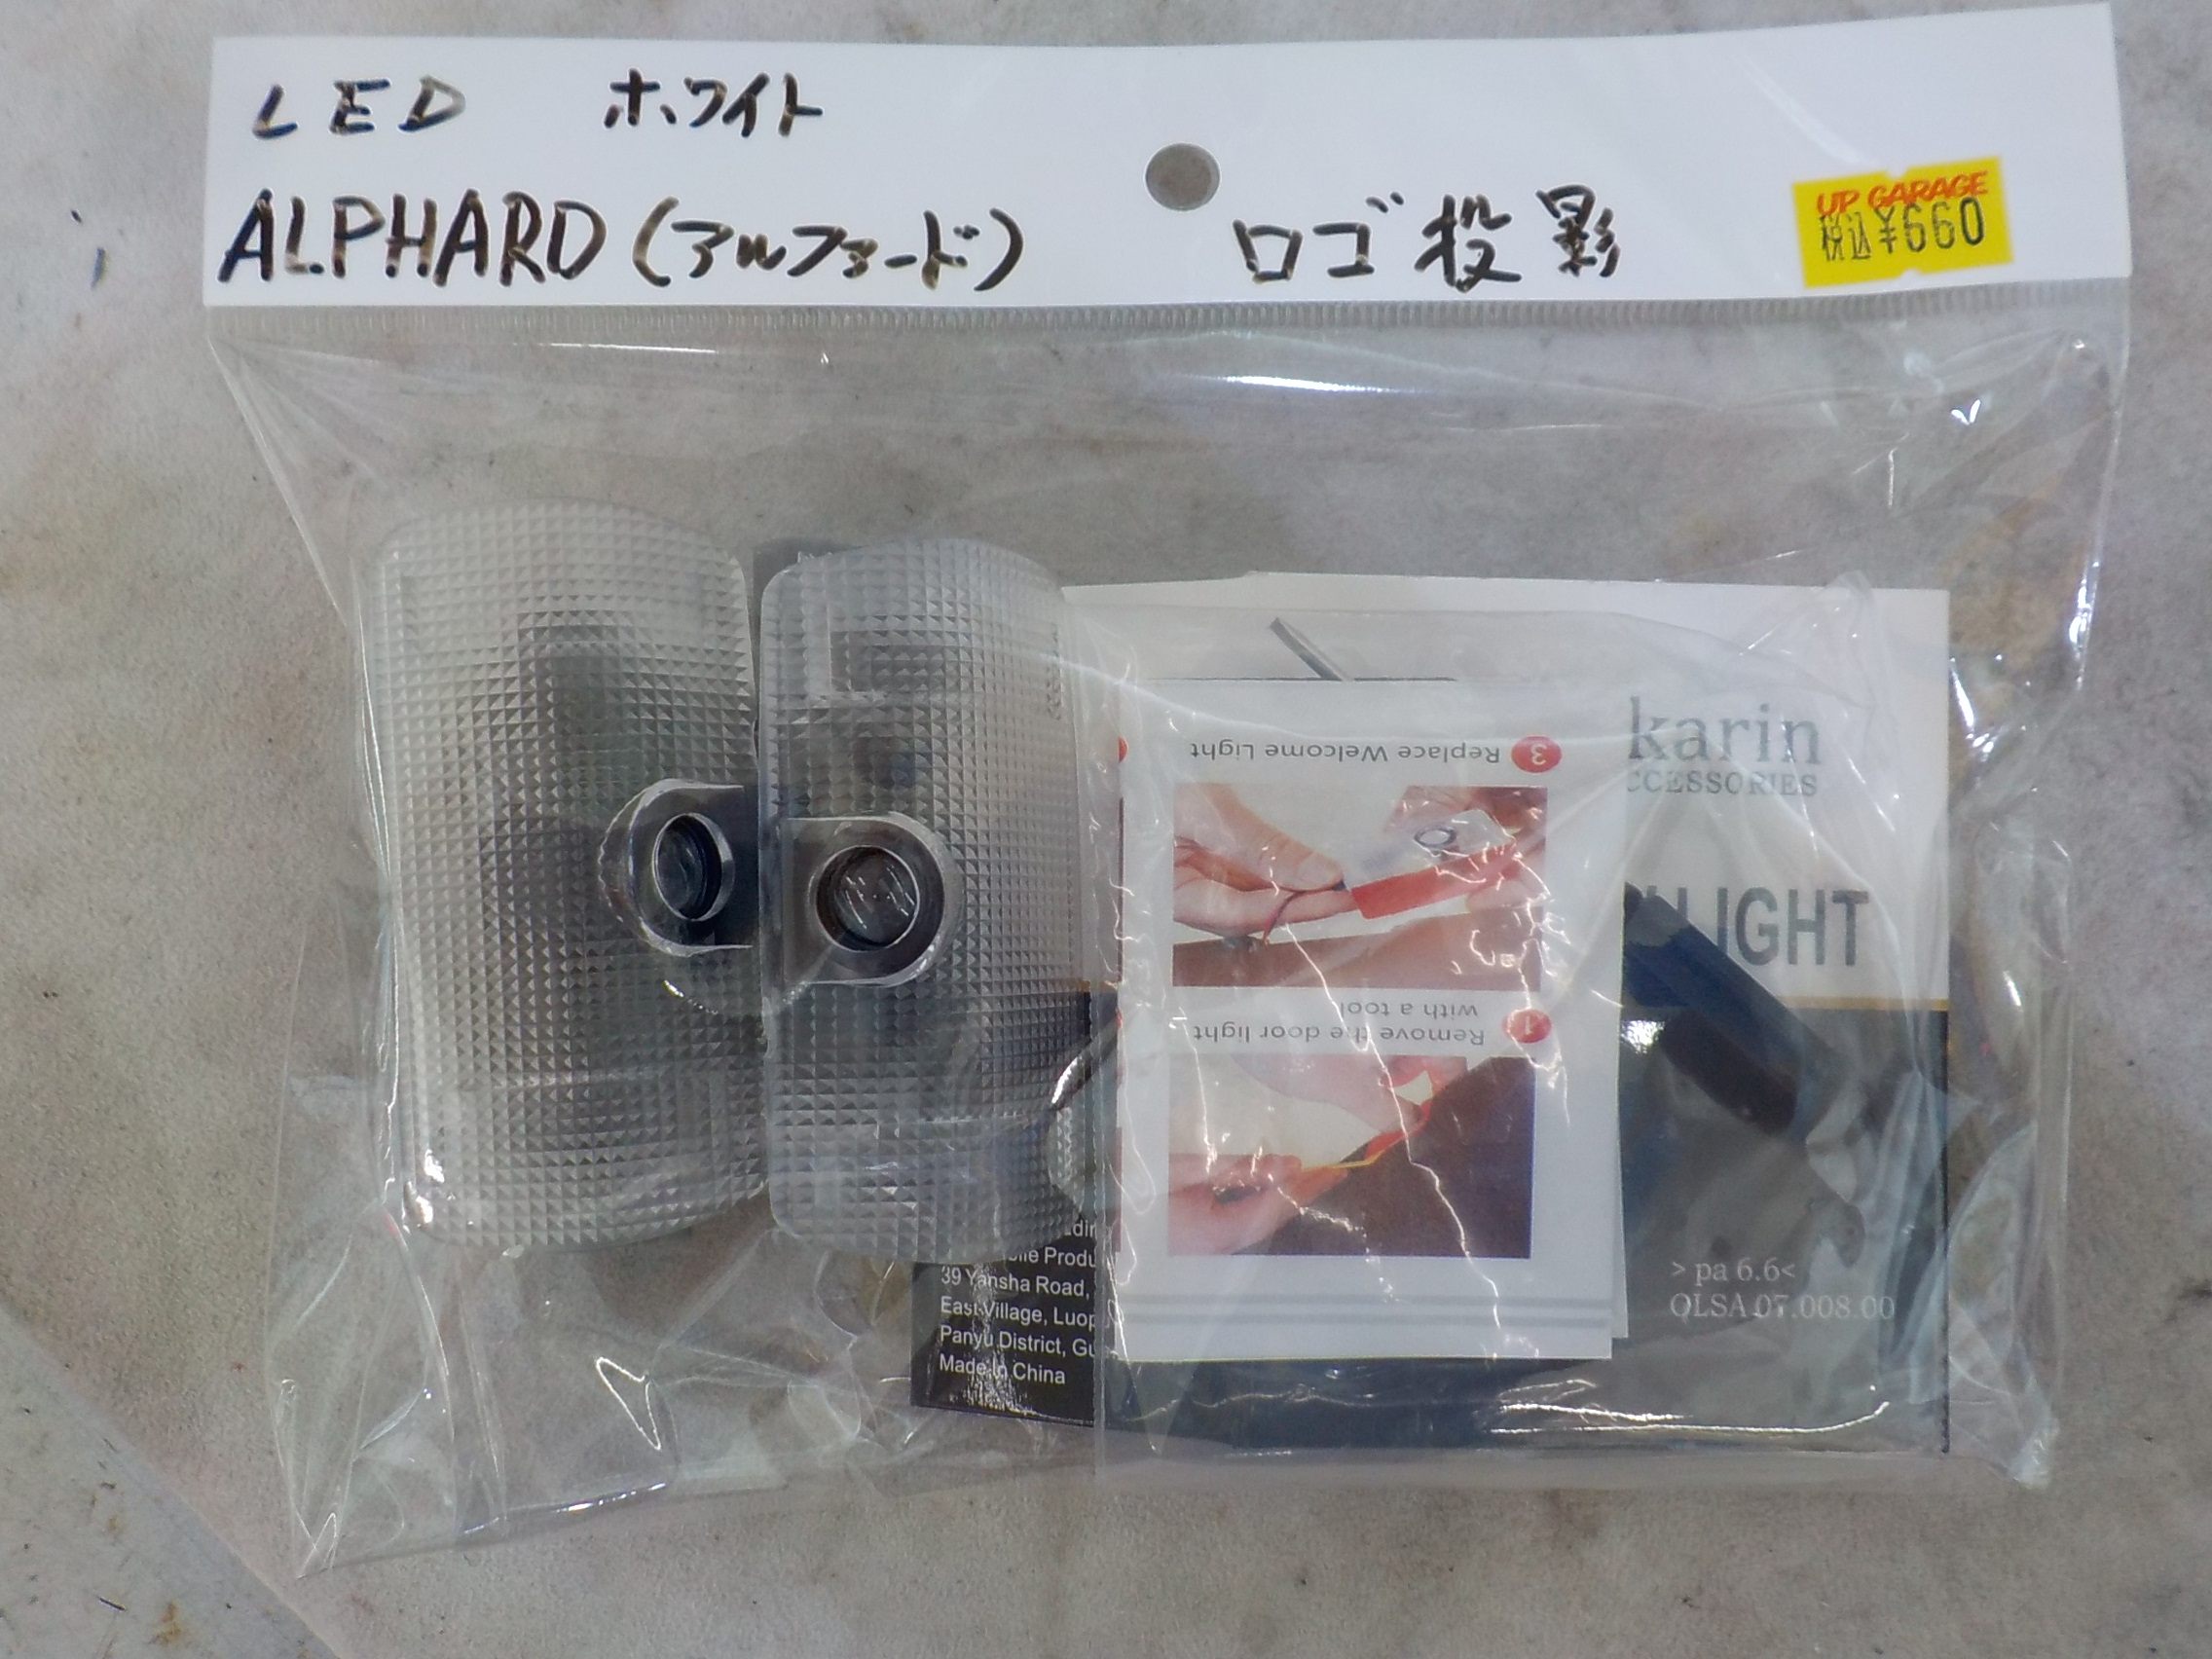 LED ホワイト
ALPHARD (アルファード) ロゴ投影
UP GARAGE
税込 ¥660
karin
CCESSORIES
LIGHT
3 Replace Welcome Light
1 Remove the door light
with a tool
> pa 6.6<
OLSA 07.008.00
Produ
39 Yansha Road,
East Village, Luop
Panyu District, Gu
Made in China